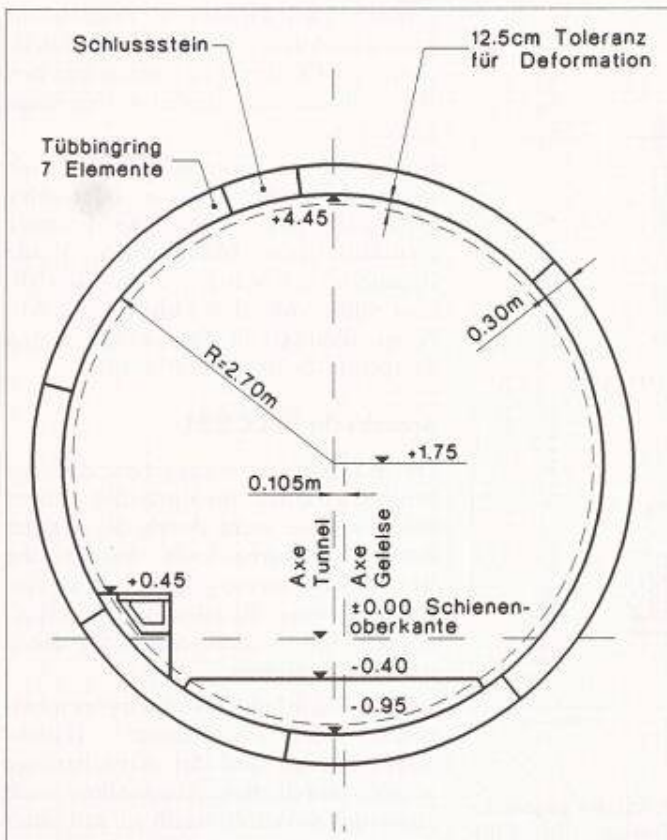 Schlussstein
12.5cm Toleranz
für Deformation
Tübbingring
7 Elemente
+4.45
0.30m
R=2.70m
+1.75
0.105m
Axe
Tunnel
Axe
Geleise
+0.45
±0.00 Schienen-
oberkante
-0.40
-0.95